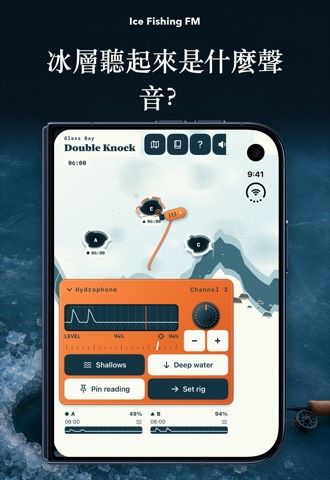 Ice Fishing FM
冰層聽起來是什麼聲
音?
Glass Bay
Double Knock
?
06:00
9:41
B
▲ 06:00
A
● 06:00
C
Hydrophone
Channel 3
LEVEL 94% 94%
− +
Shallows
Deep water
Pin reading
Set rig
● A 49%
06:00
▲ B 94%
06:00